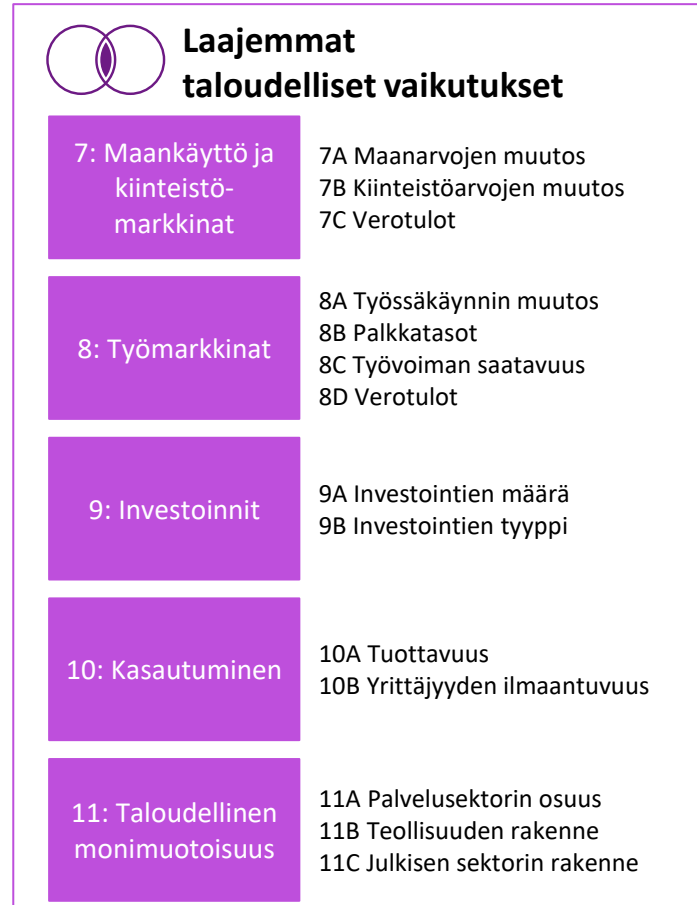 Laajemmat
taloudelliset vaikutukset
7: Maankäyttö ja
kiinteistö-
markkinat
7A Maanarvojen muutos
7B Kiinteistöarvojen muutos
7C Verotulot
8: Työmarkkinat
8A Työssäkäynnin muutos
8B Palkkatasot
8C Työvoiman saatavuus
8D Verotulot
9: Investoinnit
9A Investointien määrä
9B Investointien tyyppi
10: Kasautuminen
10A Tuottavuus
10B Yrittäjyyden ilmaantuvuus
11: Taloudellinen
monimuotoisuus
11A Palvelusektorin osuus
11B Teollisuuden rakenne
11C Julkisen sektorin rakenne